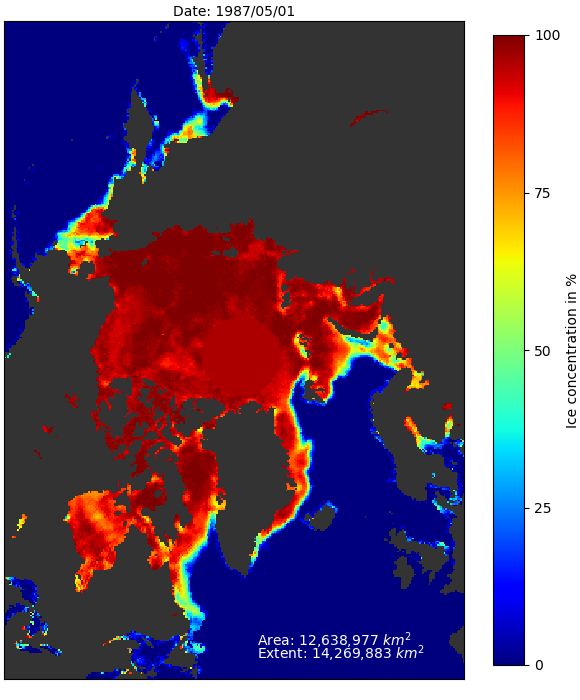 Date: 1987/05/01
100
75
50
25
0
Ice concentration in %
Area: 12,638,977 km²
Extent: 14,269,883 km²